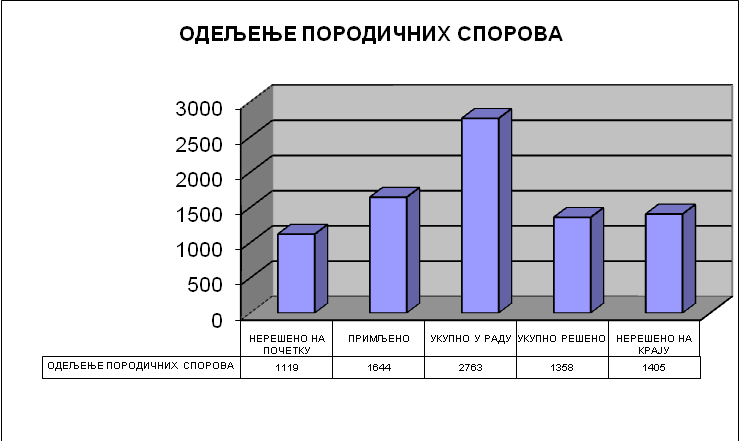 ОДЕЉЕЊЕ ПОРОДИЧНИХ СПОРОВА
3000
2500
2000
1500
1000
500
0
НЕРЕШЕНО НА ПОЧЕТКУ
ПРИМЉЕНО
УКУПНО У РАДУ
УКУПНО РЕШЕНО
НЕРЕШЕНО НА КРАЈУ
ОДЕЉЕЊЕ ПОРОДИЧНИХ СПОРОВА 1119 1644 2763 1358 1405